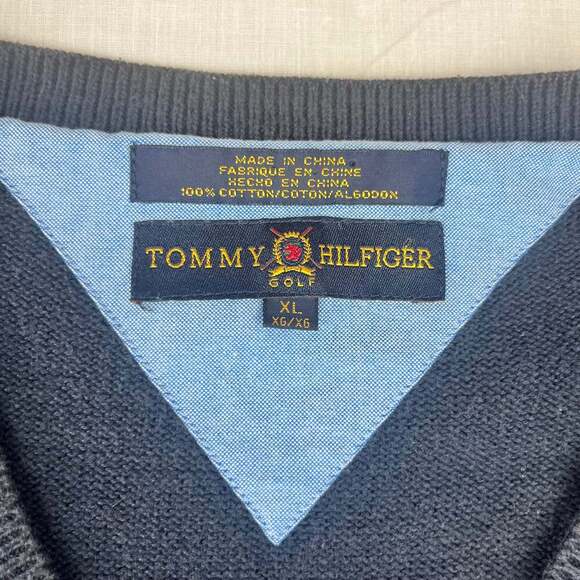 MADE IN CHINA
FABRIQUE EN CHINE
HECHO EN CHINA
100% COTTON/COTON/ALGODON
TOMMY HILFIGER
GOLF
XL
XG/XG